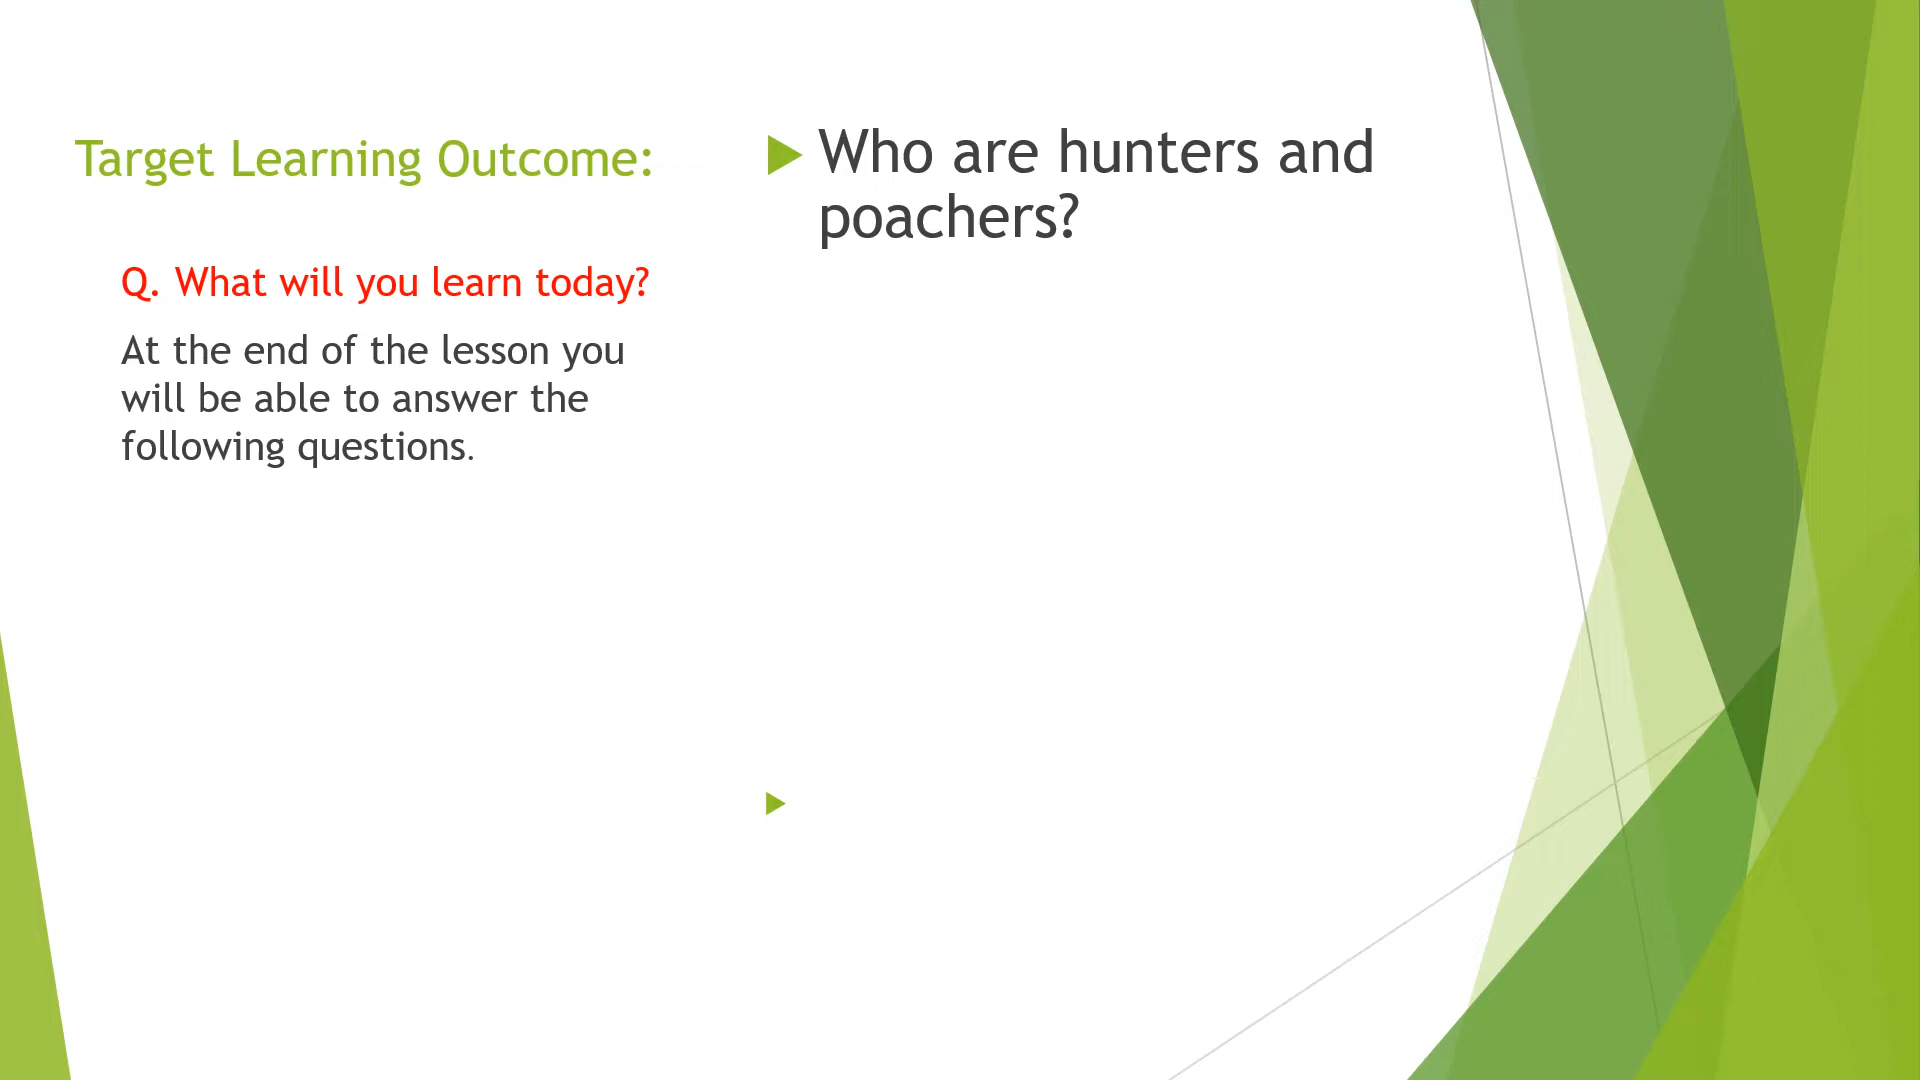 Target Learning Outcome:
Q. What will you learn today?
At the end of the lesson you
will be able to answer the
following questions.
Who are hunters and
poachers?